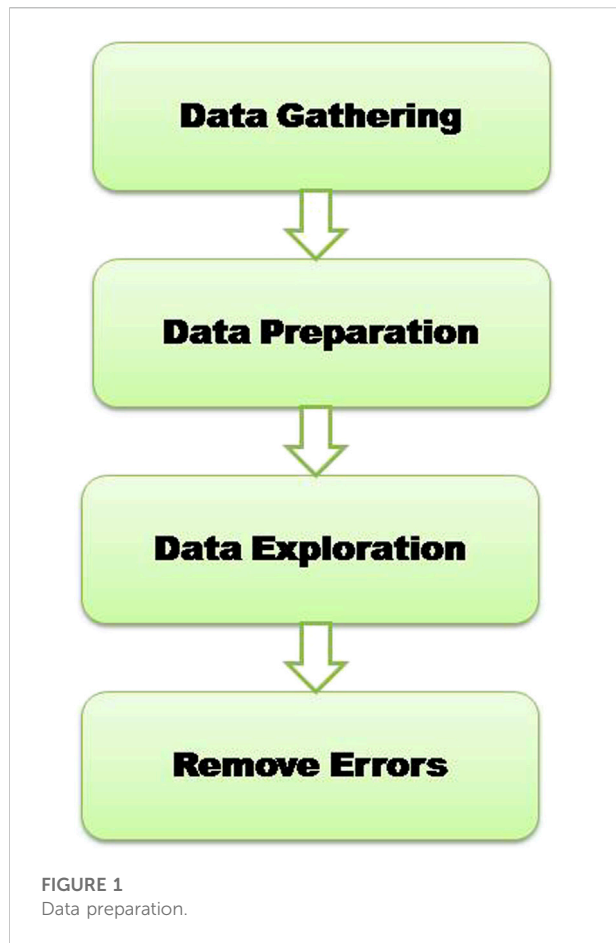 Data Gathering
Data Preparation
Data Exploration
Remove Errors
FIGURE 1
Data preparation.